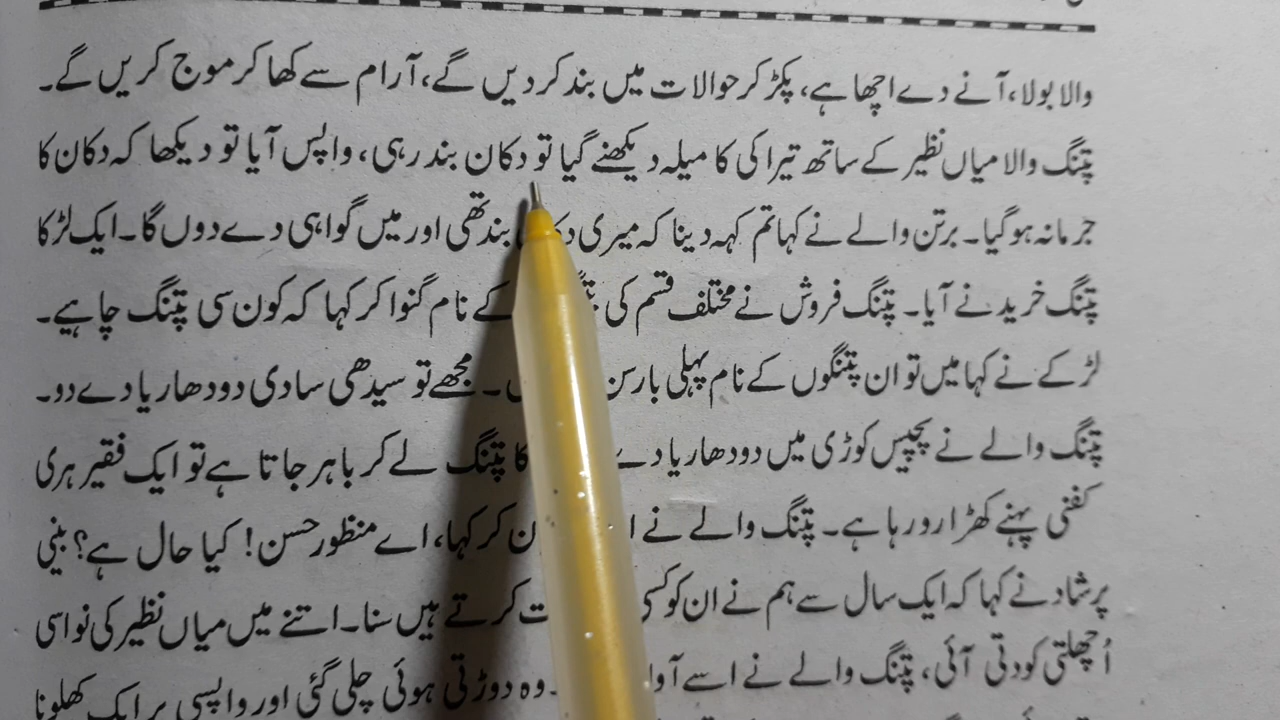 والا بولا، آنے دے اچھا ہے، پکڑ کر حوالات میں بند کر دیں گے، آرام سے کھا کر موج کریں گے۔
پتنگ والا میاں نظیر کے ساتھ تیراکی کا میلہ دیکھنے گیا تو دکان بند رہی، واپس آیا تو دیکھا کہ دکان کا
جرمانہ ہو گیا۔ برتن والے نے کہا تم کہہ دینا کہ میری بند تھی اور میں گواہی دے دوں گا۔ ایک لڑکا
پتنگ خریدنے آیا۔ پتنگ فروش نے مختلف قسم کی کے نام گنوا کر کہا کہ کون سی پتنگ چاہیے۔
لڑکے نے کہا میں تو ان پتنگوں کے نام پہلی بار سن ۔ مجھے تو سیدھی سادی دودھاریا دے دو۔
پتنگ والے نے پچیس کوڑی میں دودھاریا دے کا پتنگ لے کر باہر جاتا ہے تو ایک فقیر ہری
کفنی پہنے کھڑا رو رہا ہے۔ پتنگ والے نے کر کہا، اے منظور حسن! کیا حال ہے؟ بینی
پرشاد نے کہا کہ ایک سال سے ہم نے ان کو کسی کرتے ہیں سنا۔ اتنے میں میاں نظیر کی نواسی
اُچھلتی کودتی آئی، پتنگ والے نے اسے وہ دوڑتی ہوئی چلی گئی اور واپسی پر ایک کھلونا